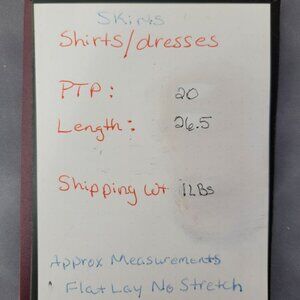 Skirts
Shirts/dresses
PTP: 20
Length: 26.5
Shipping Wt 1LBs
Approx Measurements
Flat Lay No Stretch